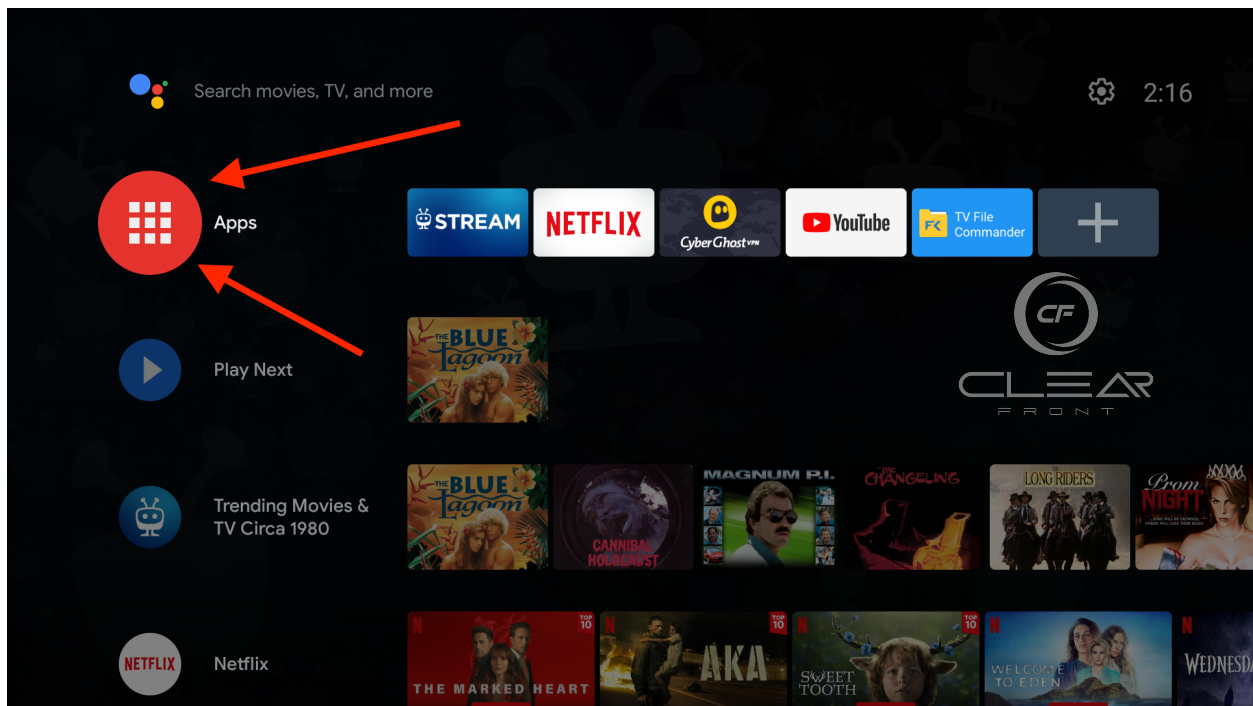 Search movies, TV, and more
2:16
Apps
STREAM
NETFLIX
CyberGhost VPN
YouTube
FK
TV File
Commander
CF
CLEAR
FRONT
Play Next
THE BLUE
Lagoon
Trending Movies &
TV Circa 1980
THE BLUE
Lagoon
CANNIBAL
HOLOCAUST
MAGNUM P.I.
THE
CHANGELING
THE
LONG RIDERS
Prom
NIGHT
NETFLIX
Netflix
N
TOP
10
THE MARKED HEART
N
TOP
10
AKA
N
TOP
10
SWEET
TOOTH
N
WELCOME
TO EDEN
N
WEDNESD